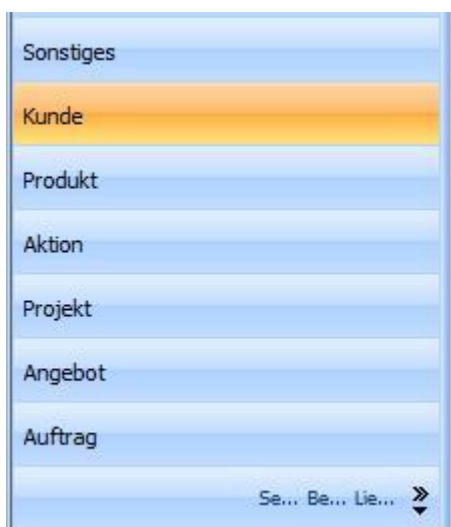 Sonstiges
Kunde
Produkt
Aktion
Projekt
Angebot
Auftrag
Se... Be... Lie...